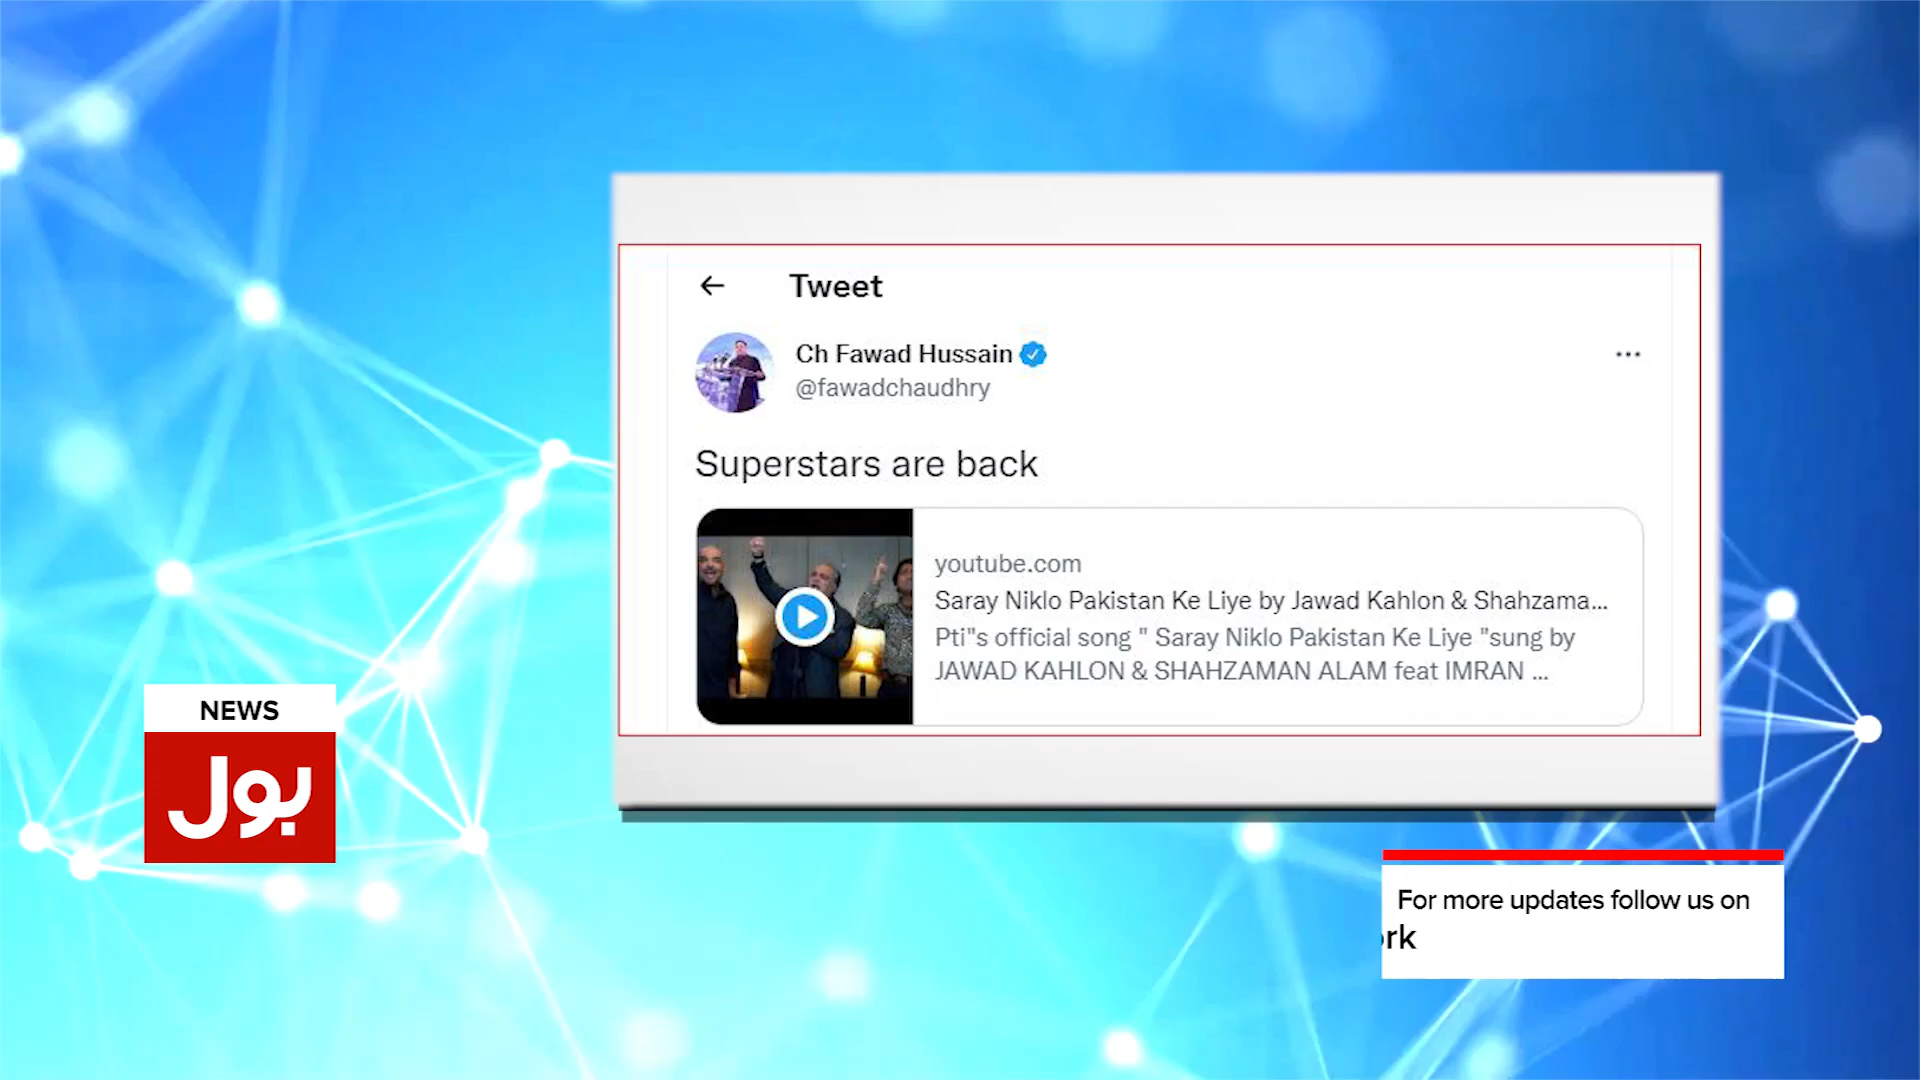 Tweet
Ch Fawad Hussain
@fawadchaudhry
Superstars are back
youtube.com
Saray Niklo Pakistan Ke Liye by Jawad Kahlon & Shahzama...
Pti"s official song " Saray Niklo Pakistan Ke Liye "sung by
JAWAD KAHLON & SHAHZAMAN ALAM feat IMRAN ...
NEWS
بول
For more updates follow us on